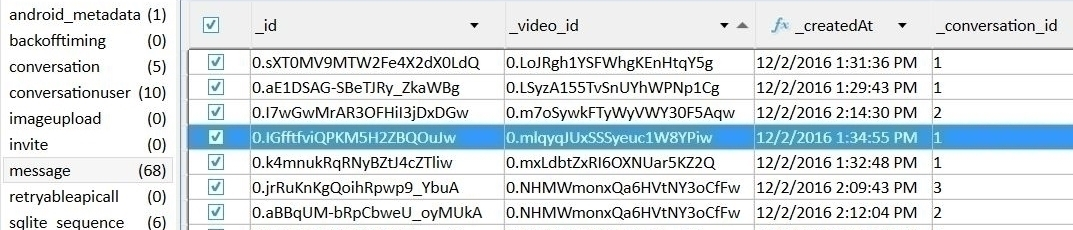 android_metadata (1)
backofftiming (0)
conversation (5)
conversationuser (10)
imageupload (0)
invite (0)
message (68)
retryableapicall (0)
sqlite_sequence (6)
_id _video_id fx _createdAt _conversation_id
0.sXT0MV9MTW2Fe4X2dX0LdQ 0.LoJRgh1YSFWhgKEnHtqY5g 12/2/2016 1:31:36 PM 1
0.aE1DSAG-SBeTJRy_ZkaWBg 0.LSyzA155TvSnUYhWPNp1Cg 12/2/2016 1:29:43 PM 1
0.I7wGwMrAR3OFHiI3jDxDGw 0.m7oSywkFTyWyVWY30F5Aqw 12/2/2016 2:14:30 PM 2
0.IGfftfviQPKM5H2ZBQOuJw 0.mlqyqJUxSSSyeuc1W8YPiw 12/2/2016 1:34:55 PM 1
0.k4mnukRqRNyBZtJ4cZTliw 0.mxLdbtZxRI6OXNUar5KZ2Q 12/2/2016 1:32:48 PM 1
0.jrRuKnKgQoihRpwp9_YbuA 0.NHMWmonxQa6HVtNY3oCfFw 12/2/2016 2:09:43 PM 3
0.aBBqUM-bRpCbweU_oyMUkA 0.NHMWmonxQa6HVtNY3oCfFw 12/2/2016 2:12:04 PM 2